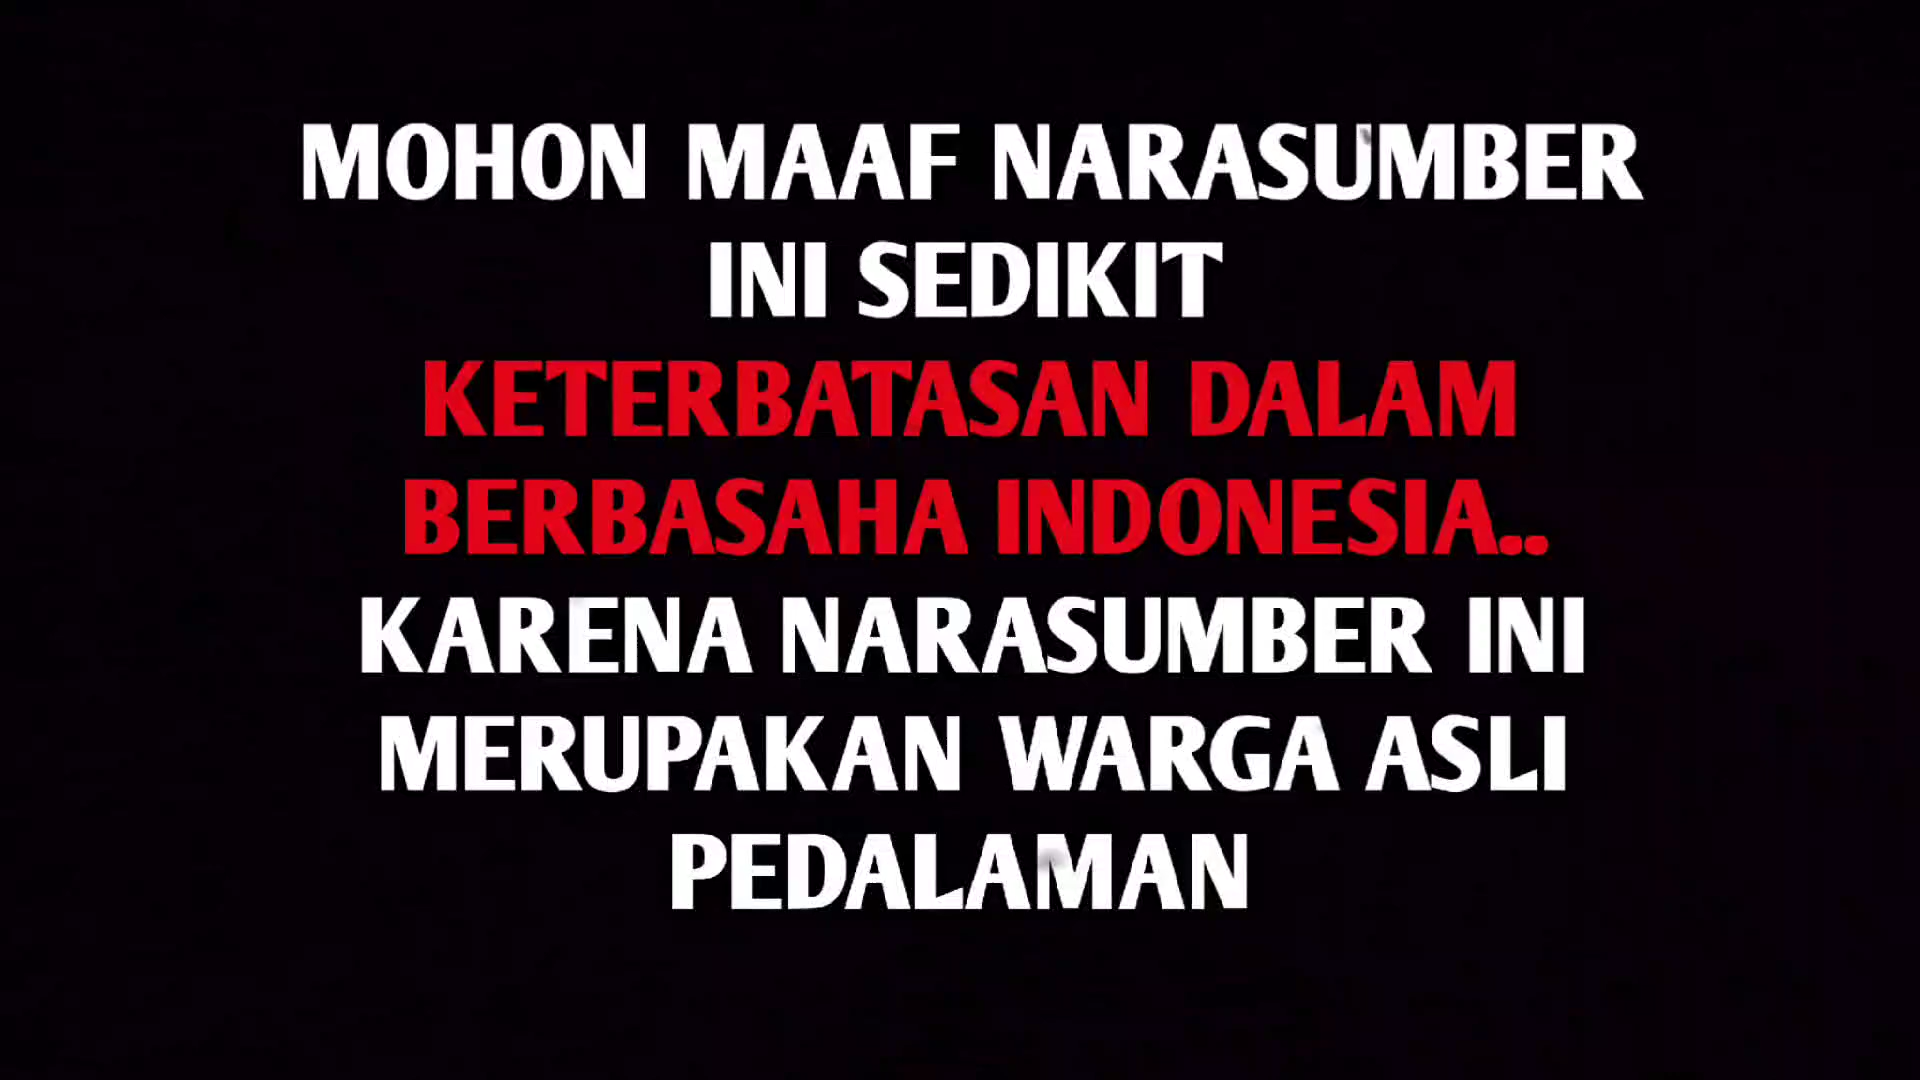 MOHON MAAF NARASUMBER
INI SEDIKIT
KETERBATASAN DALAM
BERBASAHA INDONESIA..
KARENA NARASUMBER INI
MERUPAKAN WARGA ASLI
PEDALAMAN